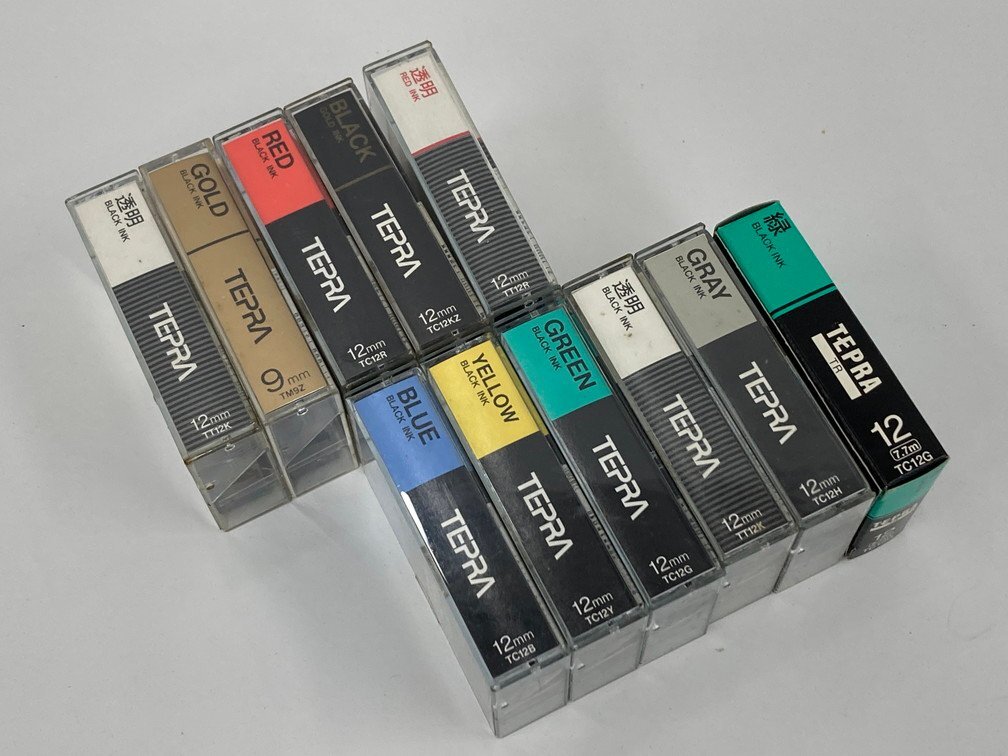 透明
BLACK INK
TEPRA
12mm
TT12K
GOLD
BLACK INK
TEPRA
9mm
TM9Z
RED
BLACK INK
TEPRA
12mm
TC12R
BLACK
GOLD INK
TEPRA
12mm
TC12KZ
透明
RED INK
TEPRA
12mm
TT12R
BLUE
BLACK INK
TEPRA
12mm
TC12B
YELLOW
BLACK INK
TEPRA
12mm
TC12Y
GREEN
BLACK INK
TEPRA
12mm
TC12G
透明
BLACK INK
TEPRA
12mm
TT12K
GRAY
BLACK INK
TEPRA
12mm
TC12H
緑
BLACK INK
TEPRA
TR
12
7.7m
TC12G
TEPRA